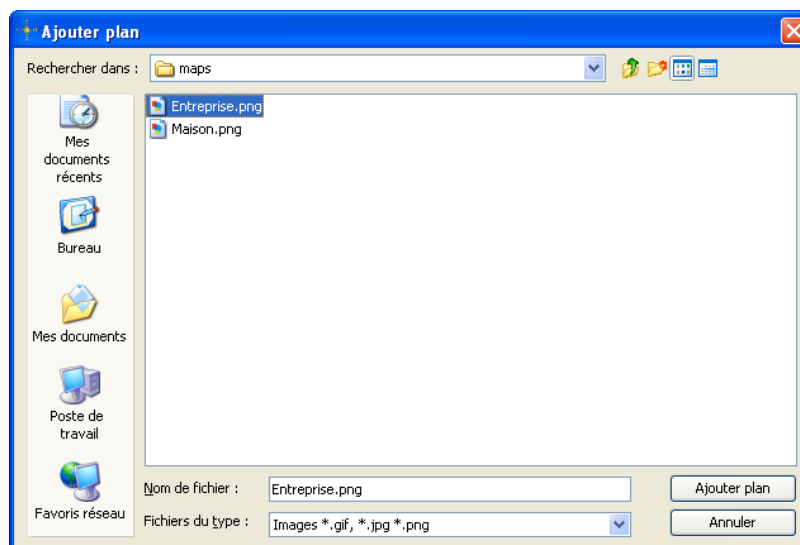 Ajouter plan
Rechercher dans :
maps
Entreprise.png
Maison.png
Mes
documents
récents
Bureau
Mes documents
Poste de
travail
Favoris réseau
Nom de fichier :
Entreprise.png
Ajouter plan
Fichiers du type :
Images *.gif, *.jpg *.png
Annuler